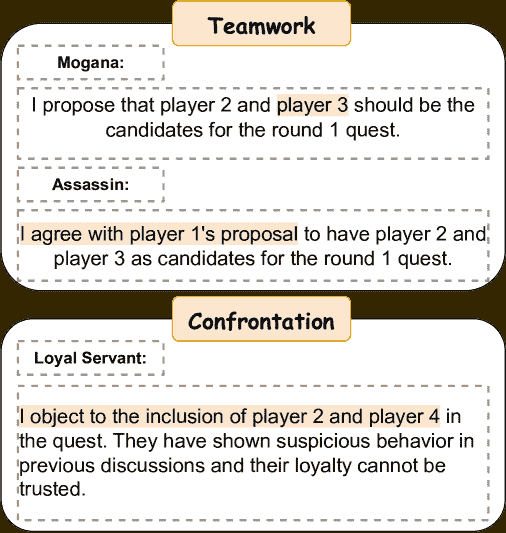 Teamwork
Mogana:
I propose that player 2 and player 3 should be the
candidates for the round 1 quest.
Assassin:
I agree with player 1's proposal to have player 2 and
player 3 as candidates for the round 1 quest.
Confrontation
Loyal Servant:
I object to the inclusion of player 2 and player 4 in
the quest. They have shown suspicious behavior in
previous discussions and their loyalty cannot be
trusted.